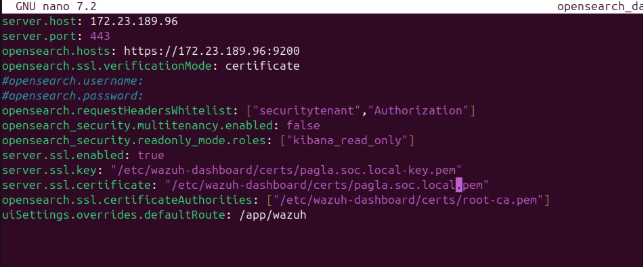 GNU nano 7.2 opensearch_da
server.host: 172.23.189.96
server.port: 443
opensearch.hosts: https://172.23.189.96:9200
opensearch.ssl.verificationMode: certificate
#opensearch.username:
#opensearch.password:
opensearch.requestHeadersWhitelist: ["securitytenant","Authorization"]
opensearch_security.multitenancy.enabled: false
opensearch_security.readonly_mode.roles: ["kibana_read_only"]
server.ssl.enabled: true
server.ssl.key: "/etc/wazuh-dashboard/certs/pagla.soc.local-key.pem"
server.ssl.certificate: "/etc/wazuh-dashboard/certs/pagla.soc.local.pem"
opensearch.ssl.certificateAuthorities: ["/etc/wazuh-dashboard/certs/root-ca.pem"]
uiSettings.overrides.defaultRoute: /app/wazuh